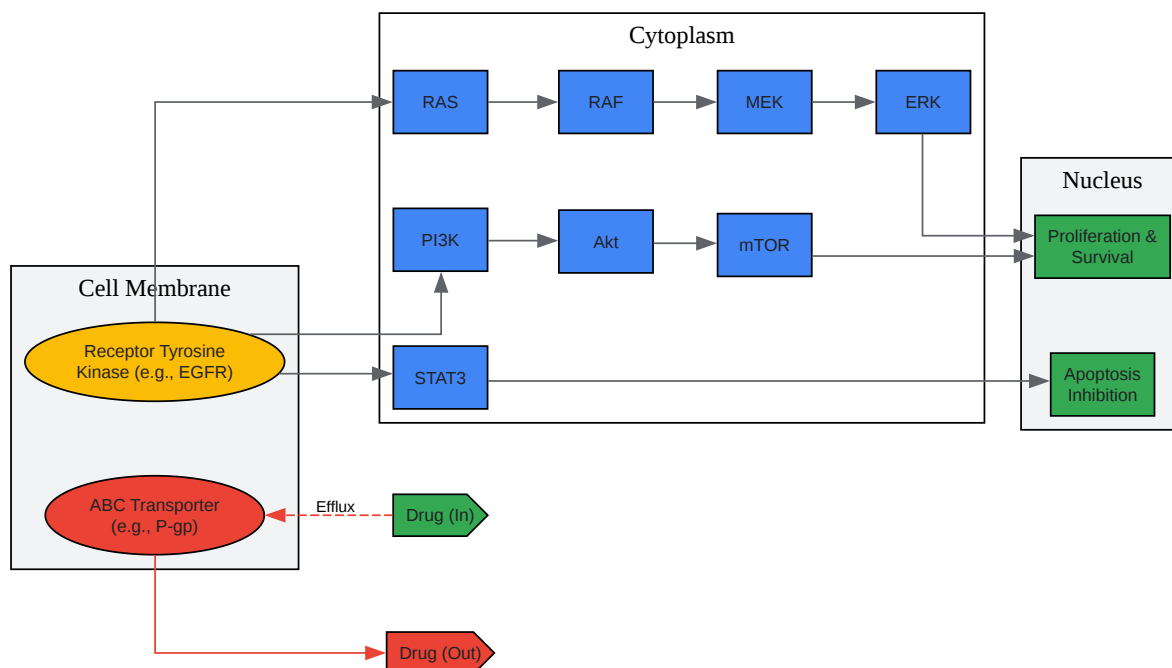 Cytoplasm
RAS
RAF
MEK
ERK
Nucleus
PI3K
Akt
mTOR
Proliferation &
Survival
Cell Membrane
Receptor Tyrosine
Kinase (e.g., EGFR)
STAT3
Apoptosis
Inhibition
ABC Transporter
(e.g., P-gp)
Efflux
Drug (In)
Drug (Out)